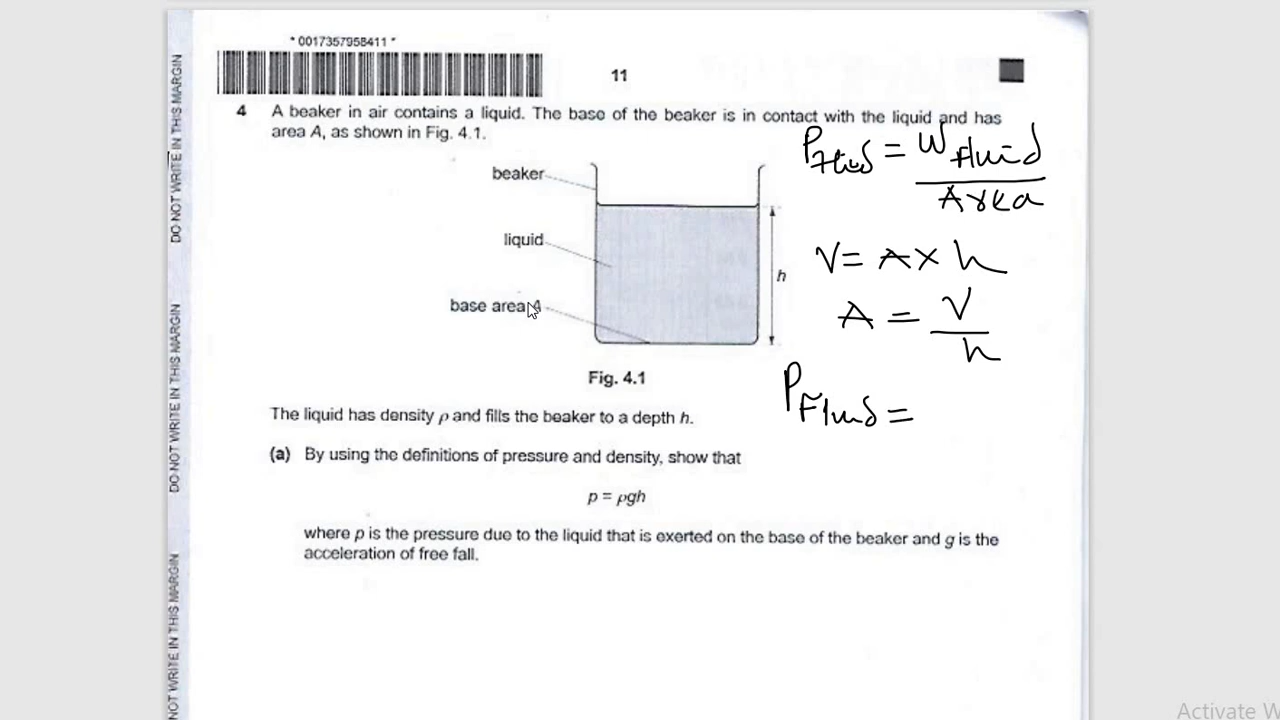 DO NOT WRITE IN THIS MARGIN
DO NOT WRITE IN THIS MARGIN
NOT WRITE IN THIS MARGIN
*0017357958411*
11
4 A beaker in air contains a liquid. The base of the beaker is in contact with the liquid and has
area A, as shown in Fig. 4.1.
beaker
liquid
base area A
h
Fig. 4.1
P = W Fluid
Area
V = A × h
A = V
h
P Fluid =
The liquid has density ρ and fills the beaker to a depth h.
(a) By using the definitions of pressure and density, show that
p = ρgh
where p is the pressure due to the liquid that is exerted on the base of the beaker and g is the
acceleration of free fall.
Activate W